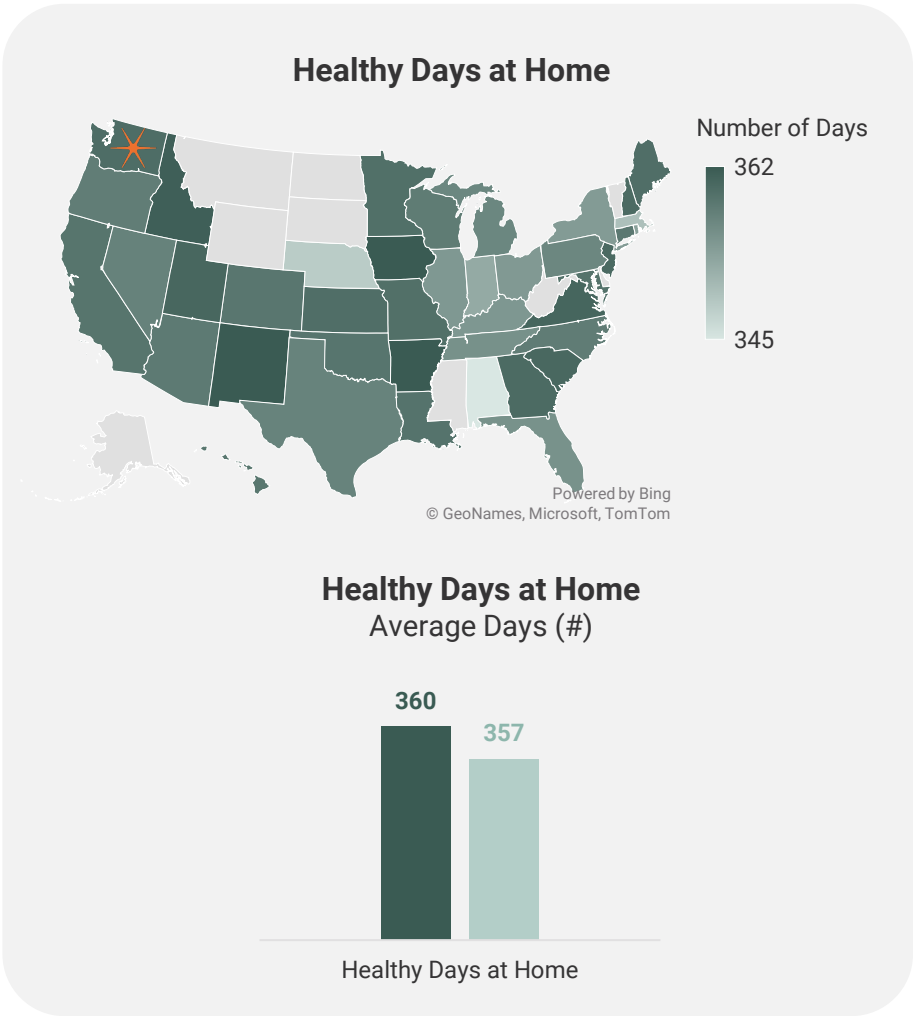 Healthy Days at Home
Number of Days
362
345
Powered by Bing
© GeoNames, Microsoft, TomTom
Healthy Days at Home
Average Days (#)
360
357
Healthy Days at Home